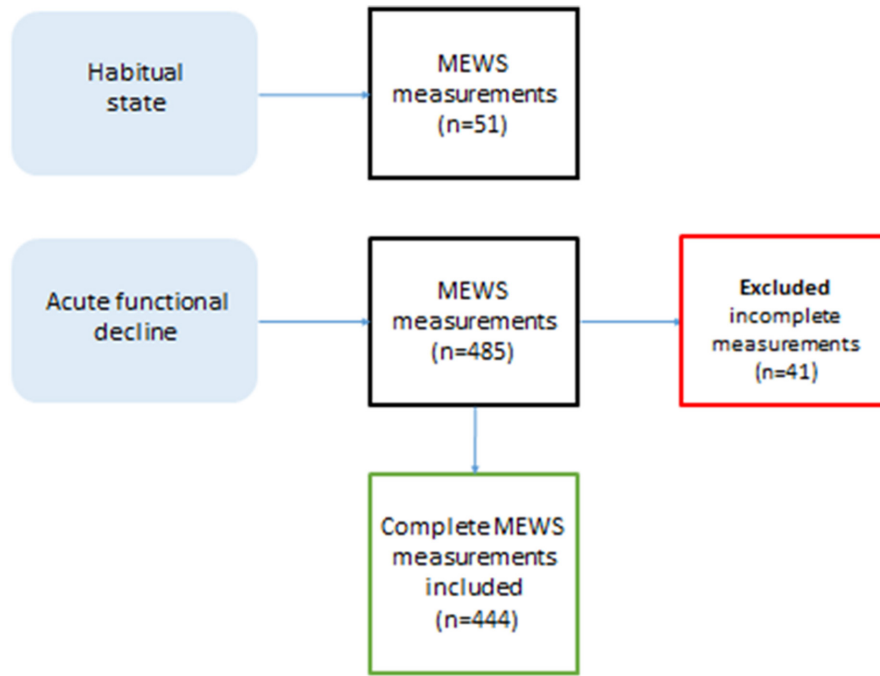 Habitual
state
MEWS
measurements
(n=51)
Acute functional
decline
MEWS
measurements
(n=485)
Excluded
incomplete
measurements
(n=41)
Complete MEWS
measurements
included
(n=444)